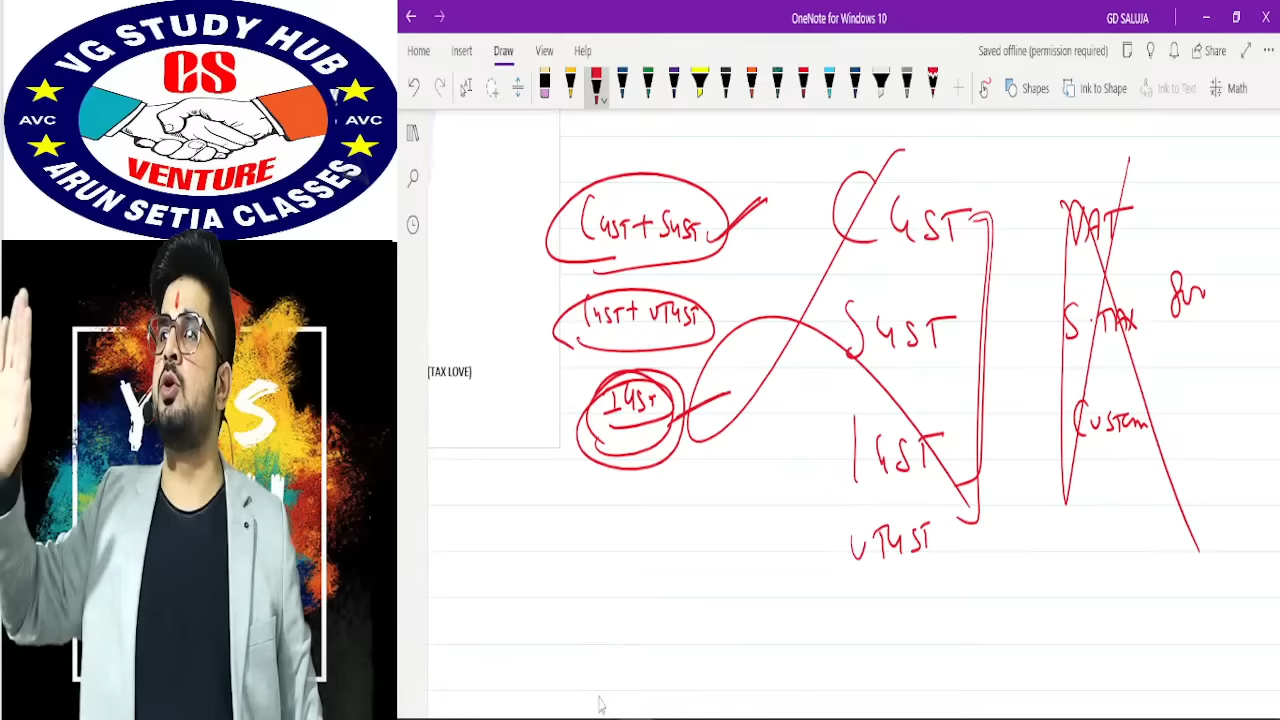 VG STUDY HUB
CS
AVC
AVC
VENTURE
ARUN SETIA CLASSES
Y S
OneNote for Windows 10
GD SALUJA
Home Insert Draw View Help
Saved offline (permission required)
Share
Shapes
Ink to Shape
Ink to Text
Math
(TAX LOVE)
CGST + SGST
CGST + UTGST
IGST
CGST
SGST
IGST
UTGST
VAT
S. TAX
Custom